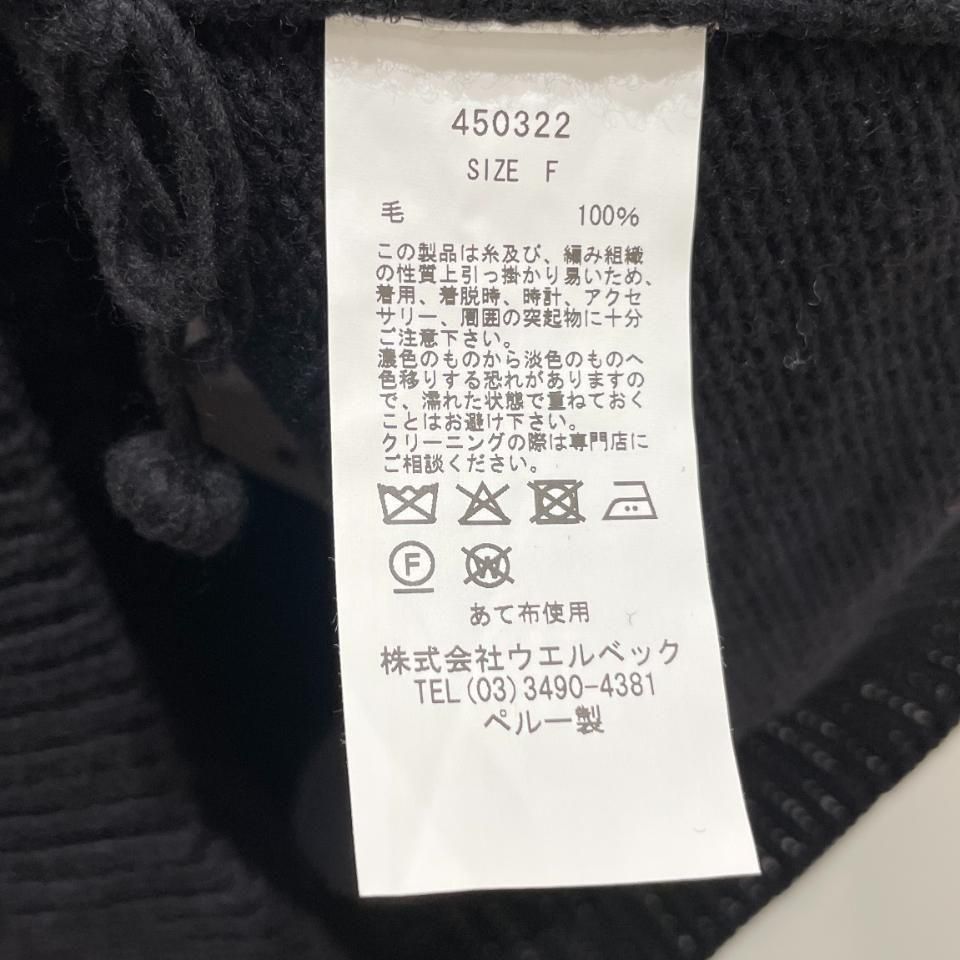 450322
SIZE F
毛 100%
この製品は糸及び、編み組織
の性質上引っ掛かり易いため、
着用、着脱時、時計、アクセ
サリー、周囲の突起物に十分
ご注意下さい。
濃色のものから淡色のものへ
色移りする恐れがありますの
で、濡れた状態で重ねておく
ことはお避け下さい。
クリーニングの際は専門店に
ご相談ください。
F W
あて布使用
株式会社ウエルベック
TEL(03)3490-4381
ペルー製